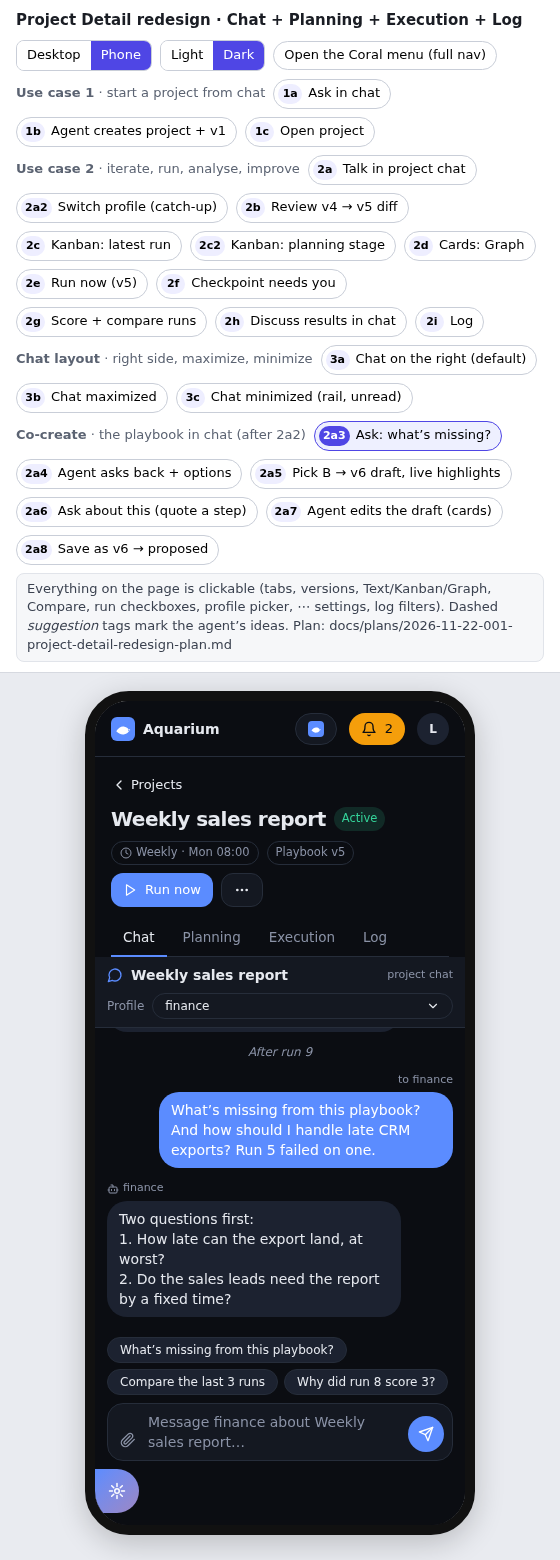 Project Detail redesign · Chat + Planning + Execution + Log
Desktop Phone Light Dark Open the Coral menu (full nav)
Use case 1 · start a project from chat 1a Ask in chat
1b Agent creates project + v1 1c Open project
Use case 2 · iterate, run, analyse, improve 2a Talk in project chat
2a2 Switch profile (catch-up) 2b Review v4 → v5 diff
2c Kanban: latest run 2c2 Kanban: planning stage 2d Cards: Graph
2e Run now (v5) 2f Checkpoint needs you
2g Score + compare runs 2h Discuss results in chat 2i Log
Chat layout · right side, maximize, minimize 3a Chat on the right (default)
3b Chat maximized 3c Chat minimized (rail, unread)
Co-create · the playbook in chat (after 2a2) 2a3 Ask: what’s missing?
2a4 Agent asks back + options 2a5 Pick B → v6 draft, live highlights
2a6 Ask about this (quote a step) 2a7 Agent edits the draft (cards)
2a8 Save as v6 → proposed
Everything on the page is clickable (tabs, versions, Text/Kanban/Graph,
Compare, run checkboxes, profile picker, ··· settings, log filters). Dashed
suggestion tags mark the agent’s ideas. Plan: docs/plans/2026-11-22-001-
project-detail-redesign-plan.md
Aquarium 2 L
Projects
Weekly sales report Active
Weekly · Mon 08:00 Playbook v5
Run now
Chat Planning Execution Log
Weekly sales report project chat
Profile finance
After run 9
to finance
What’s missing from this playbook?
And how should I handle late CRM
exports? Run 5 failed on one.
finance
Two questions first:
1. How late can the export land, at
worst?
2. Do the sales leads need the report
by a fixed time?
What’s missing from this playbook?
Compare the last 3 runs Why did run 8 score 3?
Message finance about Weekly
sales report…